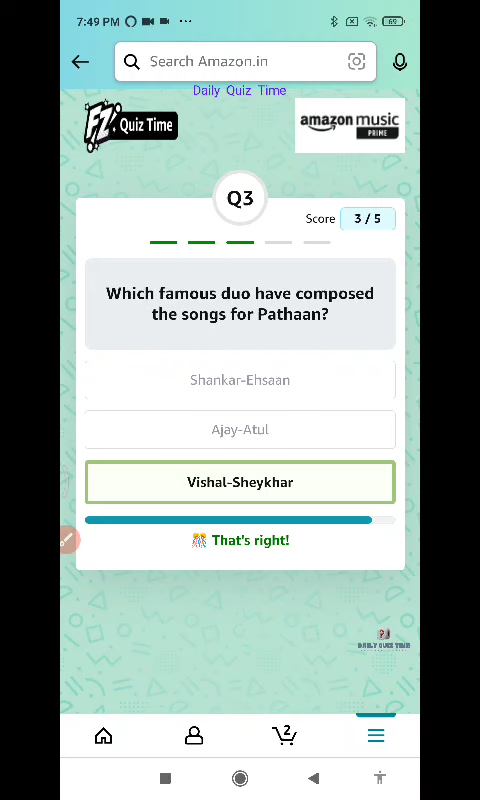 7:49 PM
69
Search Amazon.in
Daily Quiz Time
FZ Quiz Time
amazon music
PRIME
Q3
Score 3 / 5
Which famous duo have composed
the songs for Pathaan?
Shankar-Ehsaan
Ajay-Atul
Vishal-Sheykhar
That's right!
DAILY QUIZ TIME
2